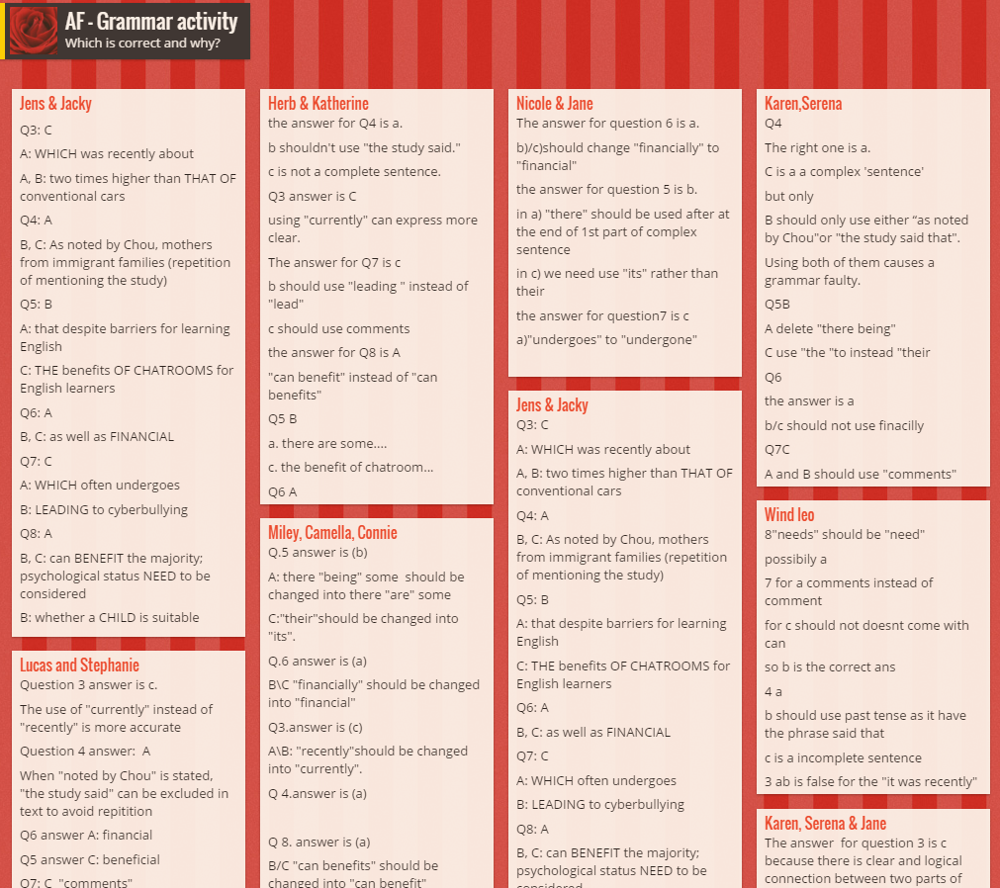 AF - Grammar activity
Which is correct and why?
Jens & Jacky
Q3: C
A: WHICH was recently about
A, B: two times higher than THAT OF
conventional cars
Q4: A
B, C: As noted by Chou, mothers
from immigrant families (repetition
of mentioning the study)
Q5: B
A: that despite barriers for learning
English
C: THE benefits OF CHATROOMS for
English learners
Q6: A
B, C: as well as FINANCIAL
Q7: C
A: WHICH often undergoes
B: LEADING to cyberbullying
Q8: A
B, C: can BENEFIT the majority;
psychological status NEED to be
considered
B: whether a CHILD is suitable
Lucas and Stephanie
Question 3 answer is c.
The use of "currently" instead of
"recently" is more accurate
Question 4 answer:  A
When "noted by Chou" is stated,
"the study said" can be excluded in
text to avoid repitition
Q6 answer A: financial
Q5 answer C: beneficial
Q7: C  "comments"
Herb & Katherine
the answer for Q4 is a.
b shouldn't use "the study said."
c is not a complete sentence.
Q3 answer is C
using "currently" can express more
clear.
The answer for Q7 is c
b should use "leading " instead of
"lead"
c should use comments
the answer for Q8 is A
"can benefit" instead of "can
benefits"
Q5 B
a. there are some....
c. the benefit of chatroom...
Q6 A
Miley, Camella, Connie
Q.5 answer is (b)
A: there "being" some  should be
changed into there "are" some
C:"their"should be changed into
"its".
Q.6 answer is (a)
B\C "financially" should be changed
into "financial"
Q3.answer is (c)
A\B: "recently"should be changed
into "currently".
Q 4.answer is (a)
Q 8. answer is (a)
B/C "can benefits" should be
changed into "can benefit"
Nicole & Jane
The answer for question 6 is a.
b)/c)should change "financially" to
"financial"
the answer for question 5 is b.
in a) "there" should be used after at
the end of 1st part of complex
sentence
in c) we need use "its" rather than
their
the answer for question7 is c
a)"undergoes" to "undergone"
Jens & Jacky
Q3: C
A: WHICH was recently about
A, B: two times higher than THAT OF
conventional cars
Q4: A
B, C: As noted by Chou, mothers
from immigrant families (repetition
of mentioning the study)
Q5: B
A: that despite barriers for learning
English
C: THE benefits OF CHATROOMS for
English learners
Q6: A
B, C: as well as FINANCIAL
Q7: C
A: WHICH often undergoes
B: LEADING to cyberbullying
Q8: A
B, C: can BENEFIT the majority;
psychological status NEED to be
considered
Karen,Serena
Q4
The right one is a.
C is a a complex 'sentence'
but only
B should only use either “as noted
by Chou"or "the study said that".
Using both of them causes a
grammar faulty.
Q5B
A delete "there being"
C use "the "to instead "their
Q6
the answer is a
b/c should not use finacilly
Q7C
A and B should use "comments"
Wind leo
8"needs" should be "need"
possibily a
7 for a comments instead of
comment
for c should not doesnt come with
can
so b is the correct ans
4 a
b should use past tense as it have
the phrase said that
c is a incomplete sentence
3 ab is false for the "it was recently"
Karen, Serena & Jane
The answer  for question 3 is c
because there is clear and logical
connection between two parts of